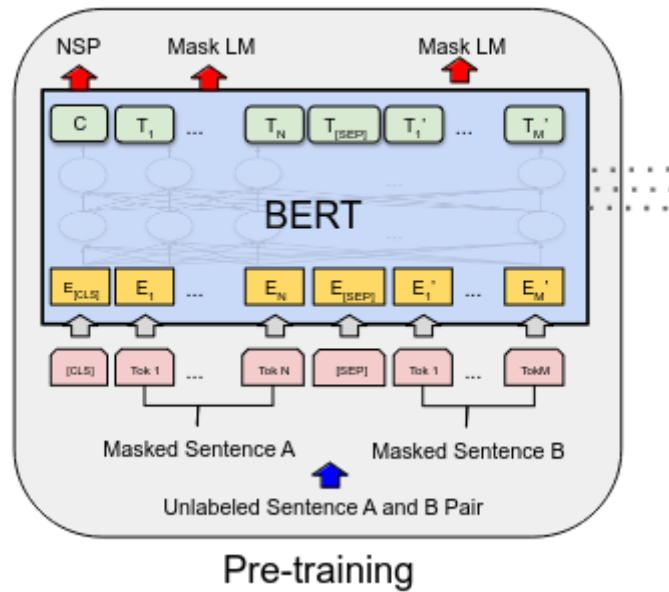 NSP Mask LM Mask LM
C T1 ... TN T[SEP] T1' ... TM'
...
BERT
...
E[CLS] E1 ... EN E[SEP] E1' ... EM'
[CLS] Tok 1 ... Tok N [SEP] Tok 1 ... TokM
Masked Sentence A Masked Sentence B
Unlabeled Sentence A and B Pair
Pre-training